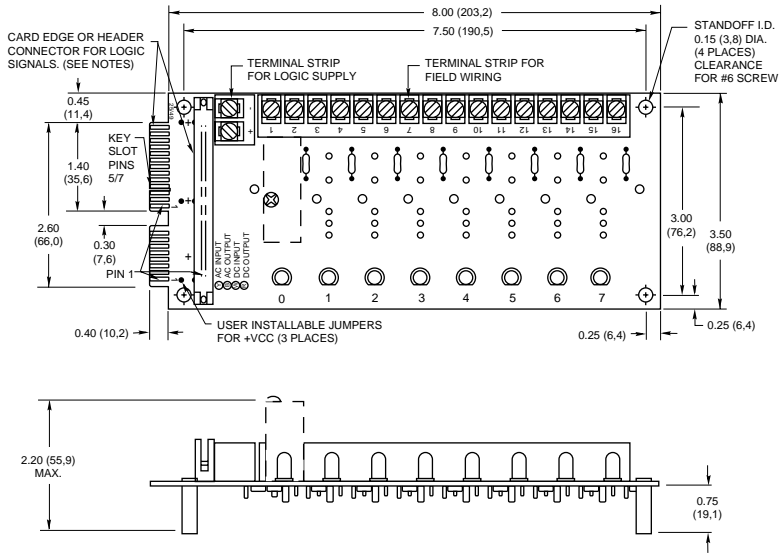 8.00 (203,2)
7.50 (190,5)
CARD EDGE OR HEADER
CONNECTOR FOR LOGIC
SIGNALS. (SEE NOTES)
TERMINAL STRIP
FOR LOGIC SUPPLY
TERMINAL STRIP FOR
FIELD WIRING
STANDOFF I.D.
0.15 (3,8) DIA.
(4 PLACES)
CLEARANCE
FOR #6 SCREW
0.45
(11,4)
- +
1 2 3 4 5 6 7 8 9 10 11 12 13 14 15 16
KEY
SLOT
PINS
5/7
1.40
(35,6)
2.60
(66,0)
0.30
(7,6)
PIN 1
1
1
3.00
(76,2)
3.50
(88,9)
AC INPUT
AC OUTPUT
DC INPUT
DC OUTPUT
0 1 2 3 4 5 6 7
0.40 (10,2)
USER INSTALLABLE JUMPERS
FOR +VCC (3 PLACES)
0.25 (6,4)
0.25 (6,4)
2.20 (55,9)
MAX.
0.75
(19,1)